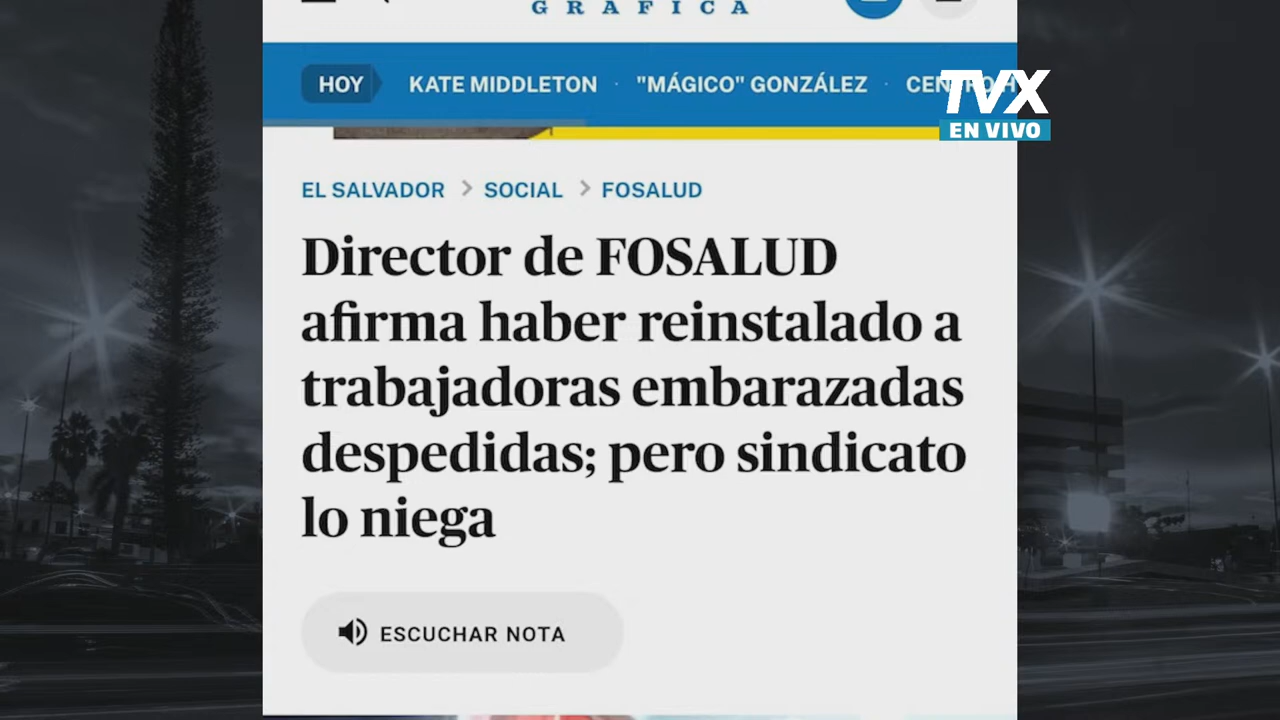 GRÁFICA
HOY KATE MIDDLETON · "MÁGICO" GONZÁLEZ ·
TVX
EN VIVO
EL SALVADOR > SOCIAL > FOSALUD
Director de FOSALUD
afirma haber reinstalado a
trabajadoras embarazadas
despedidas; pero sindicato
lo niega
ESCUCHAR NOTA